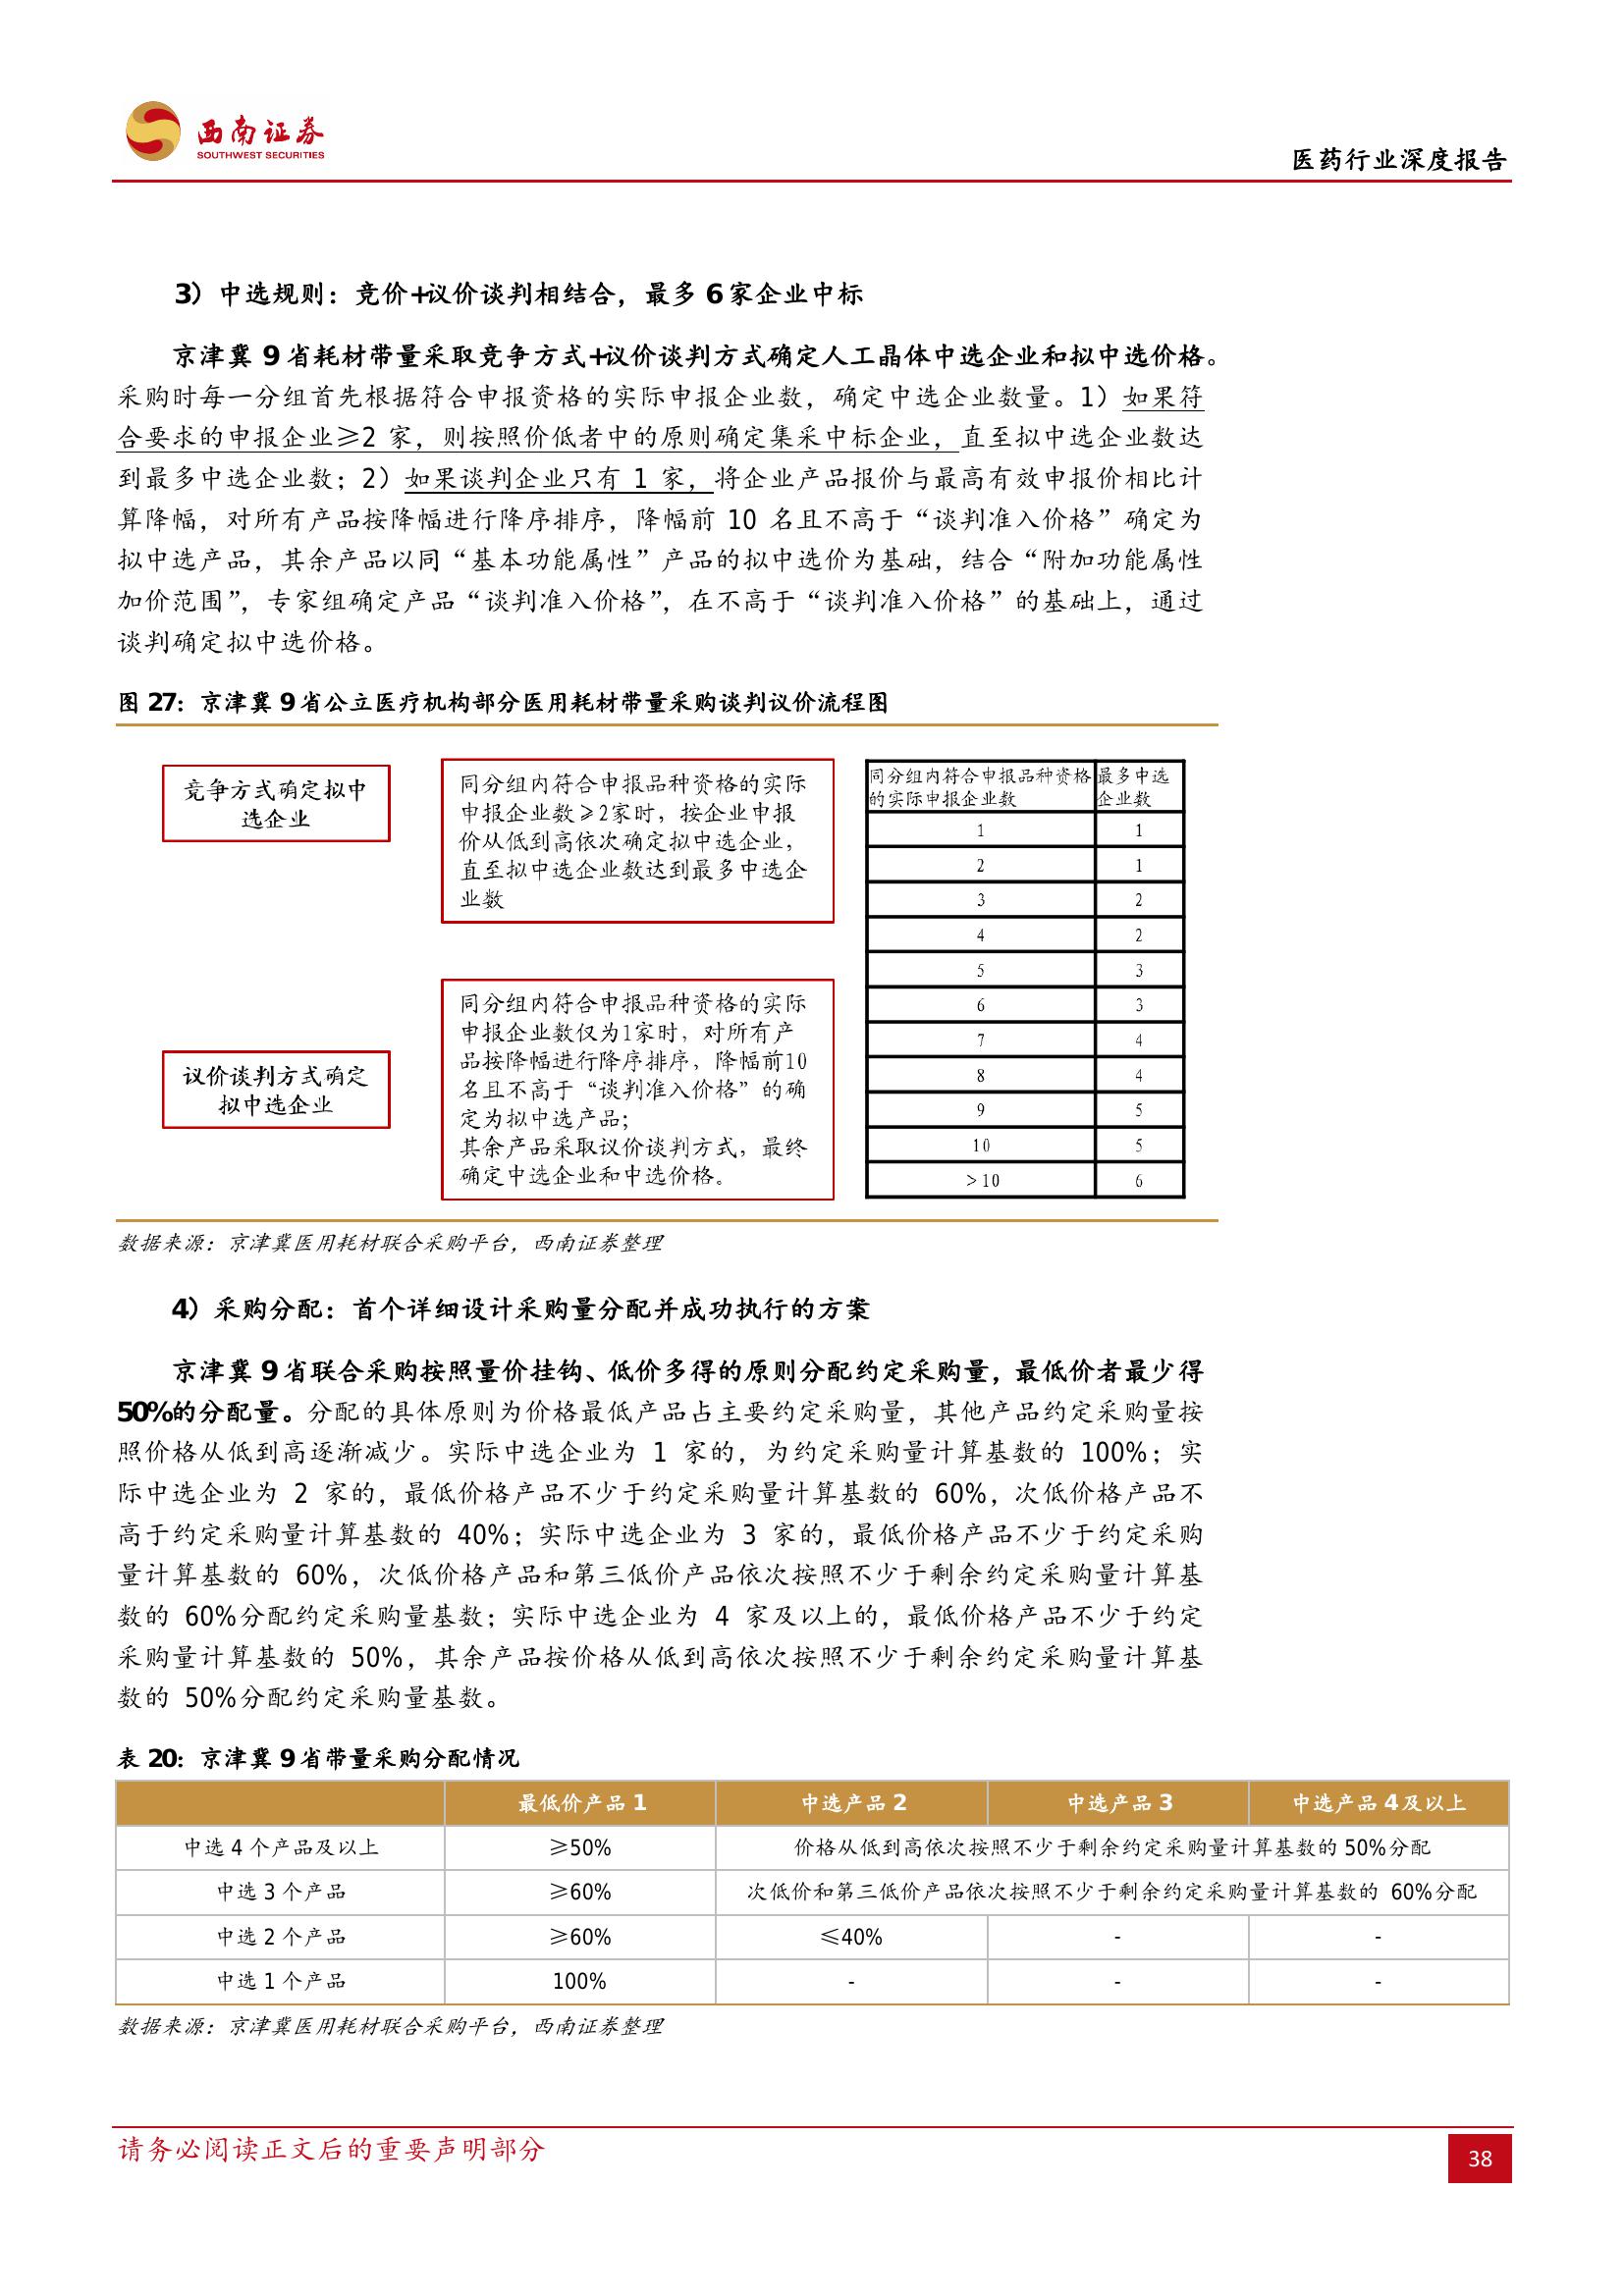 西南证券
SOUTHWEST SECURITIES
医药行业深度报告
3）中选规则：竞价+议价谈判相结合，最多 6 家企业中标
京津冀 9 省耗材带量采取竞争方式+议价谈判方式确定人工晶体中选企业和拟中选价格。
采购时每一分组首先根据符合申报资格的实际申报企业数，确定中选企业数量。1）如果符
合要求的申报企业≥2 家，则按照价低者中的原则确定集采中标企业，直至拟中选企业数达
到最多中选企业数；2）如果谈判企业只有 1 家，将企业产品报价与最高有效申报价相比计
算降幅，对所有产品按降幅进行降序排序，降幅前 10 名且不高于“谈判准入价格”确定为
拟中选产品，其余产品以同“基本功能属性”产品的拟中选价为基础，结合“附加功能属性
加价范围”，专家组确定产品“谈判准入价格”，在不高于“谈判准入价格”的基础上，通过
谈判确定拟中选价格。
图 27：京津冀 9 省公立医疗机构部分医用耗材带量采购谈判议价流程图
竞争方式确定拟中
选企业
同分组内符合申报品种资格的实际
申报企业数≥2家时，按企业申报
价从低到高依次确定拟中选企业，
直至拟中选企业数达到最多中选企
业数
议价谈判方式确定
拟中选企业
同分组内符合申报品种资格的实际
申报企业数仅为1家时，对所有产
品按降幅进行降序排序，降幅前10
名且不高于“谈判准入价格”的确
定为拟中选产品；
其余产品采取议价谈判方式，最终
确定中选企业和中选价格。
同分组内符合申报品种资格 最多中选
的实际申报企业数 企业数
1 1
2 1
3 2
4 2
5 3
6 3
7 4
8 4
9 5
10 5
>10 6
数据来源：京津冀医用耗材联合采购平台，西南证券整理
4）采购分配：首个详细设计采购量分配并成功执行的方案
京津冀 9 省联合采购按照量价挂钩、低价多得的原则分配约定采购量，最低价者最少得
50%的分配量。分配的具体原则为价格最低产品占主要约定采购量，其他产品约定采购量按
照价格从低到高逐渐减少。实际中选企业为 1 家的，为约定采购量计算基数的 100%；实
际中选企业为 2 家的，最低价格产品不少于约定采购量计算基数的 60%，次低价格产品不
高于约定采购量计算基数的 40%；实际中选企业为 3 家的，最低价格产品不少于约定采购
量计算基数的 60%，次低价格产品和第三低价产品依次按照不少于剩余约定采购量计算基
数的 60%分配约定采购量基数；实际中选企业为 4 家及以上的，最低价格产品不少于约定
采购量计算基数的 50%，其余产品按价格从低到高依次按照不少于剩余约定采购量计算基
数的 50%分配约定采购量基数。
表 20：京津冀 9 省带量采购分配情况
最低价产品 1 中选产品 2 中选产品 3 中选产品 4 及以上
中选 4 个产品及以上 ≥50% 价格从低到高依次按照不少于剩余约定采购量计算基数的 50%分配
中选 3 个产品 ≥60% 次低价和第三低价产品依次按照不少于剩余约定采购量计算基数的 60%分配
中选 2 个产品 ≥60% ≤40% - -
中选 1 个产品 100% - - -
数据来源：京津冀医用耗材联合采购平台，西南证券整理
请务必阅读正文后的重要声明部分
38